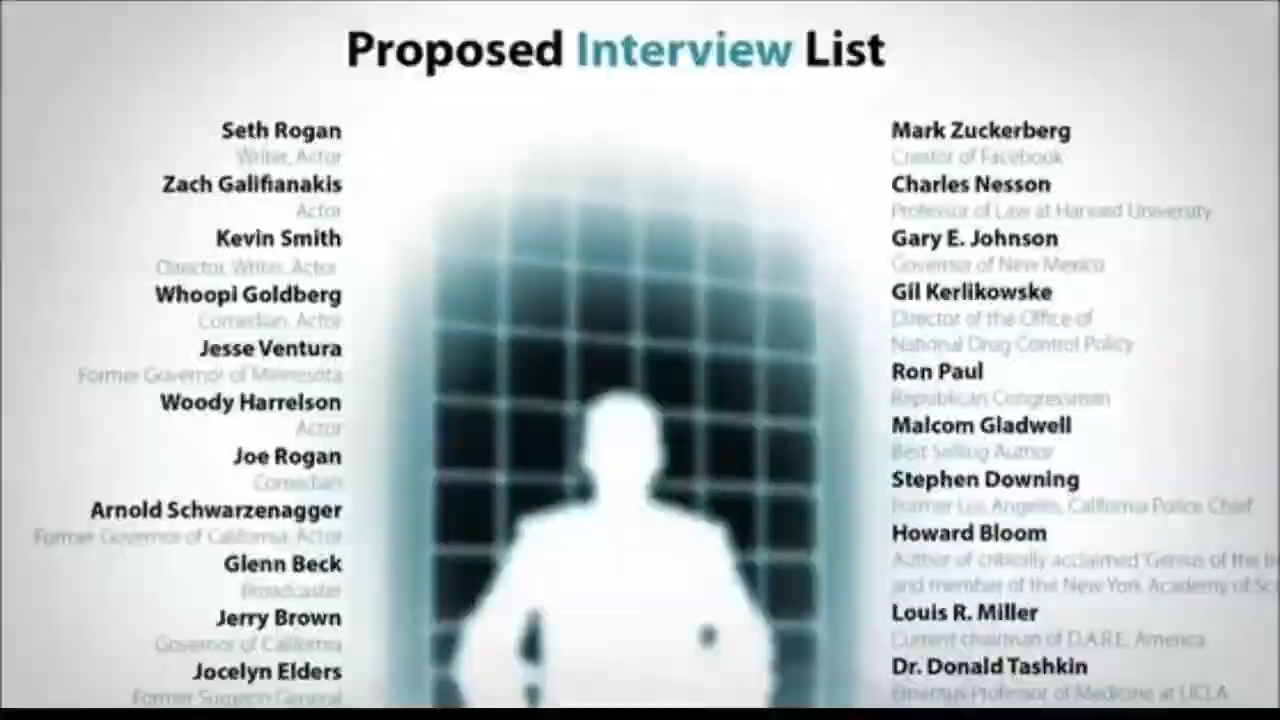 Proposed Interview List
Seth Rogan
Writer, Actor
Zach Galifianakis
Actor
Kevin Smith
Director, Writer, Actor
Whoopi Goldberg
Comedian, Actor
Jesse Ventura
Former Governor of Minnesota
Woody Harrelson
Actor
Joe Rogan
Comedian
Arnold Schwarzenagger
Former Governor of California, Actor
Glenn Beck
Broadcaster
Jerry Brown
Governor of California
Jocelyn Elders
Former Surgeon General
Mark Zuckerberg
Creator of Facebook
Charles Nesson
Professor of Law at Harvard University
Gary E. Johnson
Governor of New Mexico
Gil Kerlikowske
Director of the Office of
National Drug Control Policy
Ron Paul
Republican Congressman
Malcom Gladwell
Best Selling Author
Stephen Downing
Former Los Angeles, California Police Chief
Howard Bloom
Author of critically acclaimed 'Genius of the
and member of the New York Academy of
Louis R. Miller
Current chairman of D.A.R.E. America
Dr. Donald Tashkin
Emeritus Professor of Medicine at UCLA